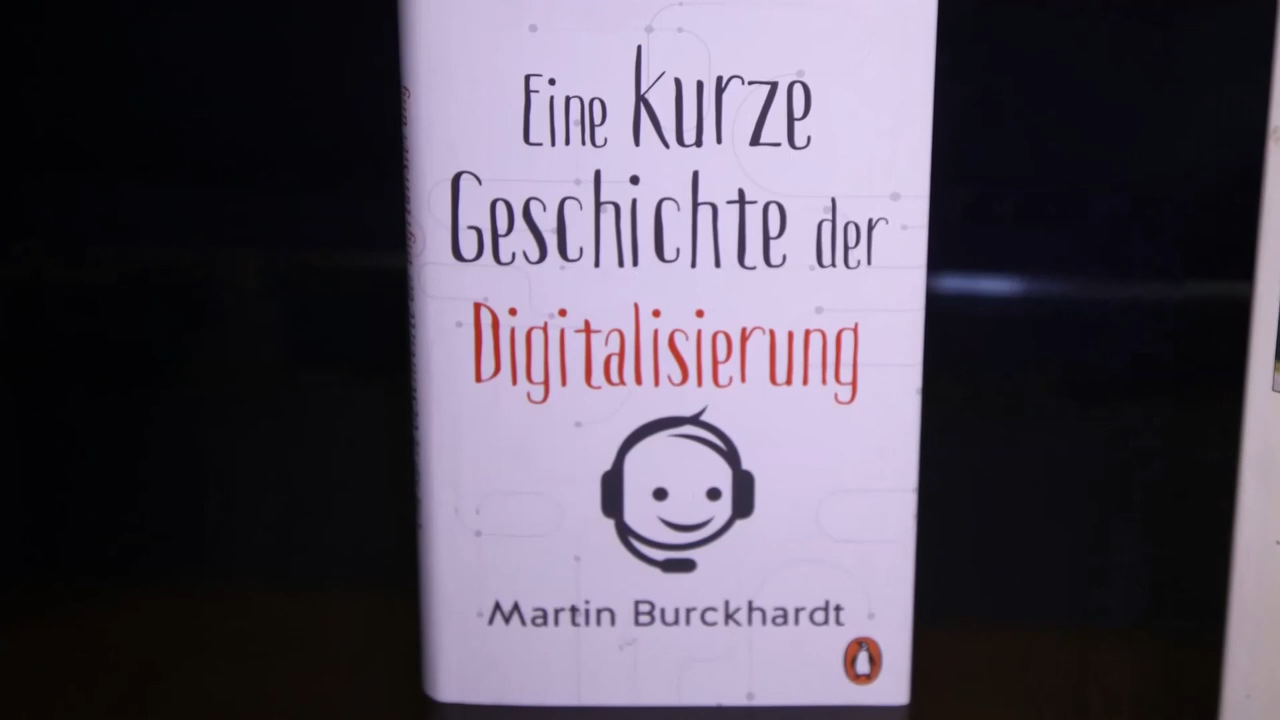 Eine kurze
Geschichte der
Digitalisierung
Martin Burckhardt